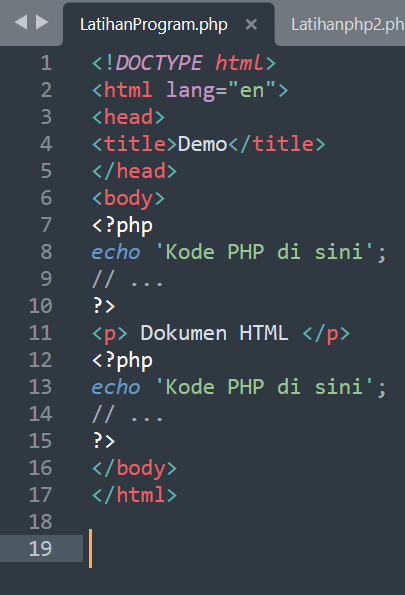 LatihanProgram.php × Latihanphp2.ph
1 <!DOCTYPE html>
2 <html lang="en">
3 <head>
4 <title>Demo</title>
5 </head>
6 <body>
7 <?php
8 echo 'Kode PHP di sini';
9 // ...
10 ?>
11 <p> Dokumen HTML </p>
12 <?php
13 echo 'Kode PHP di sini';
14 // ...
15 ?>
16 </body>
17 </html>
18
19